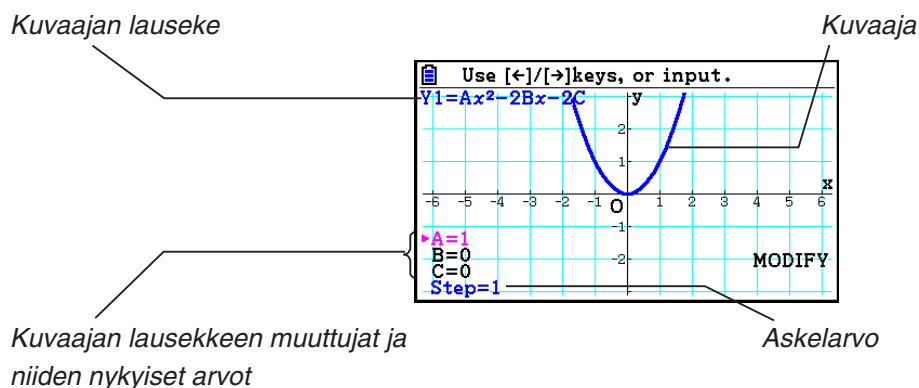 Kuvaajan lauseke
Kuvaaja
Use [←]/[→]keys, or input.
Y1=Ax²-2Bx-2C
y
2
1
x
-6 -5 -4 -3 -2 -1 O 1 2 3 4 5 6
-1
A=1
B=0
-2
MODIFY
C=0
Step=1
Kuvaajan lausekkeen muuttujat ja
niiden nykyiset arvot
Askelarvo